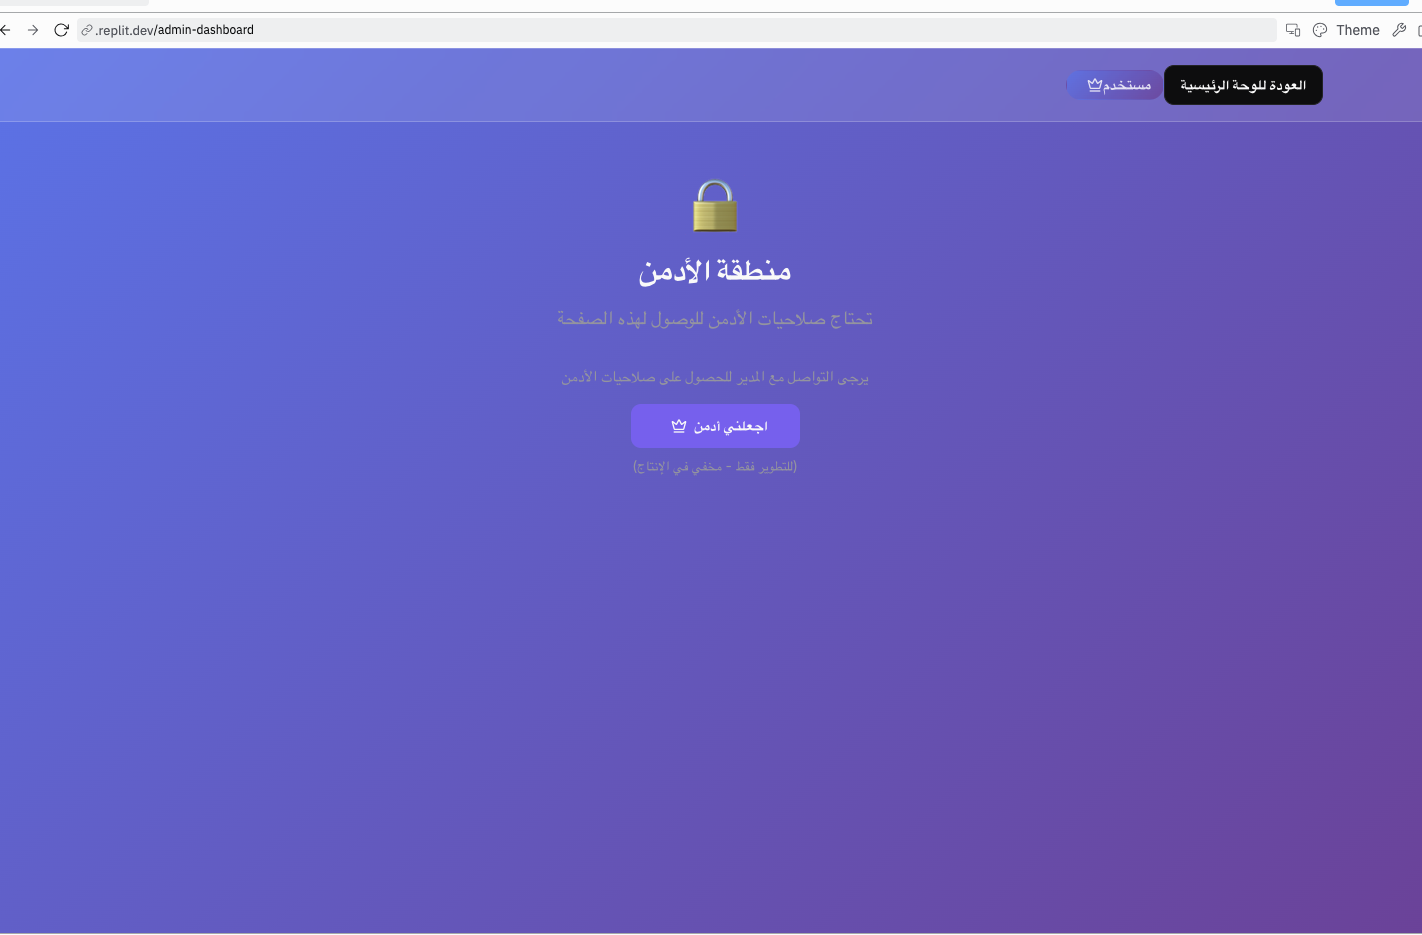 .replit.dev/admin-dashboard
Theme
العودة للوحة الرئيسية
مستخدم
منطقة الأدمن
تحتاج صلاحيات الأدمن للوصول لهذه الصفحة
يرجى التواصل مع المدير للحصول على صلاحيات الأدمن
اجعلني أدمن
(للتطوير فقط - مخفي في الإنتاج)